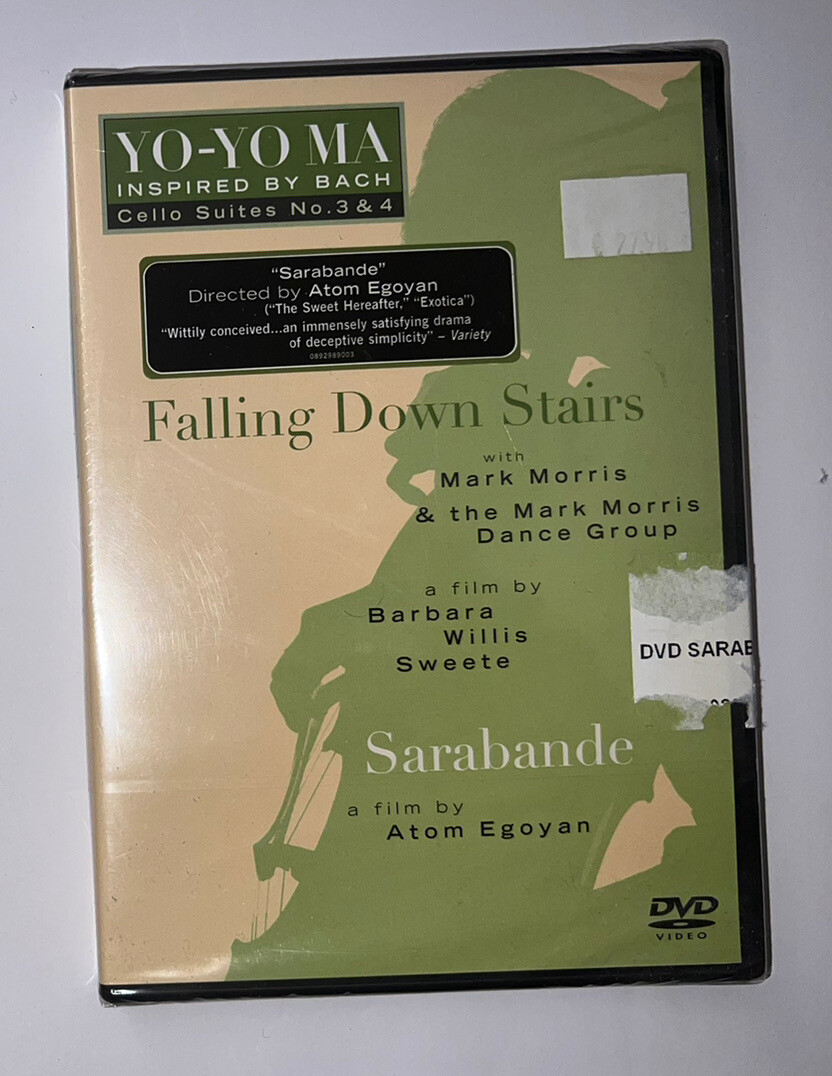 YO-YO MA
INSPIRED BY BACH
Cello Suites No.3 & 4
"Sarabande"
Directed by Atom Egoyan
("The Sweet Hereafter," "Exotica")
"Wittily conceived...an immensely satisfying drama
of deceptive simplicity" – Variety
0892989003
Falling Down Stairs
with
Mark Morris
& the Mark Morris
Dance Group
a film by
Barbara
Willis
Sweete
DVD SARAB
Sarabande
a film by
Atom Egoyan
DVD
VIDEO